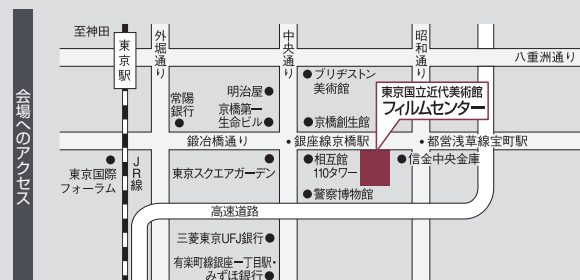 会場へのアクセス
至神田
東京駅
外堀通り
中央通り
昭和通り
八重洲通り
ブリヂストン
美術館
明治屋
常陽
銀行
京橋第一
生命ビル
京橋創生館
東京国立近代美術館
フィルムセンター
鍛冶橋通り
銀座線京橋駅
都営浅草線宝町駅
東京国際
フォーラム
JR線
東京スクエアガーデン
相互館
110タワー
信金中央金庫
警察博物館
高速道路
三菱東京UFJ銀行
有楽町線銀座一丁目駅・
みずほ銀行